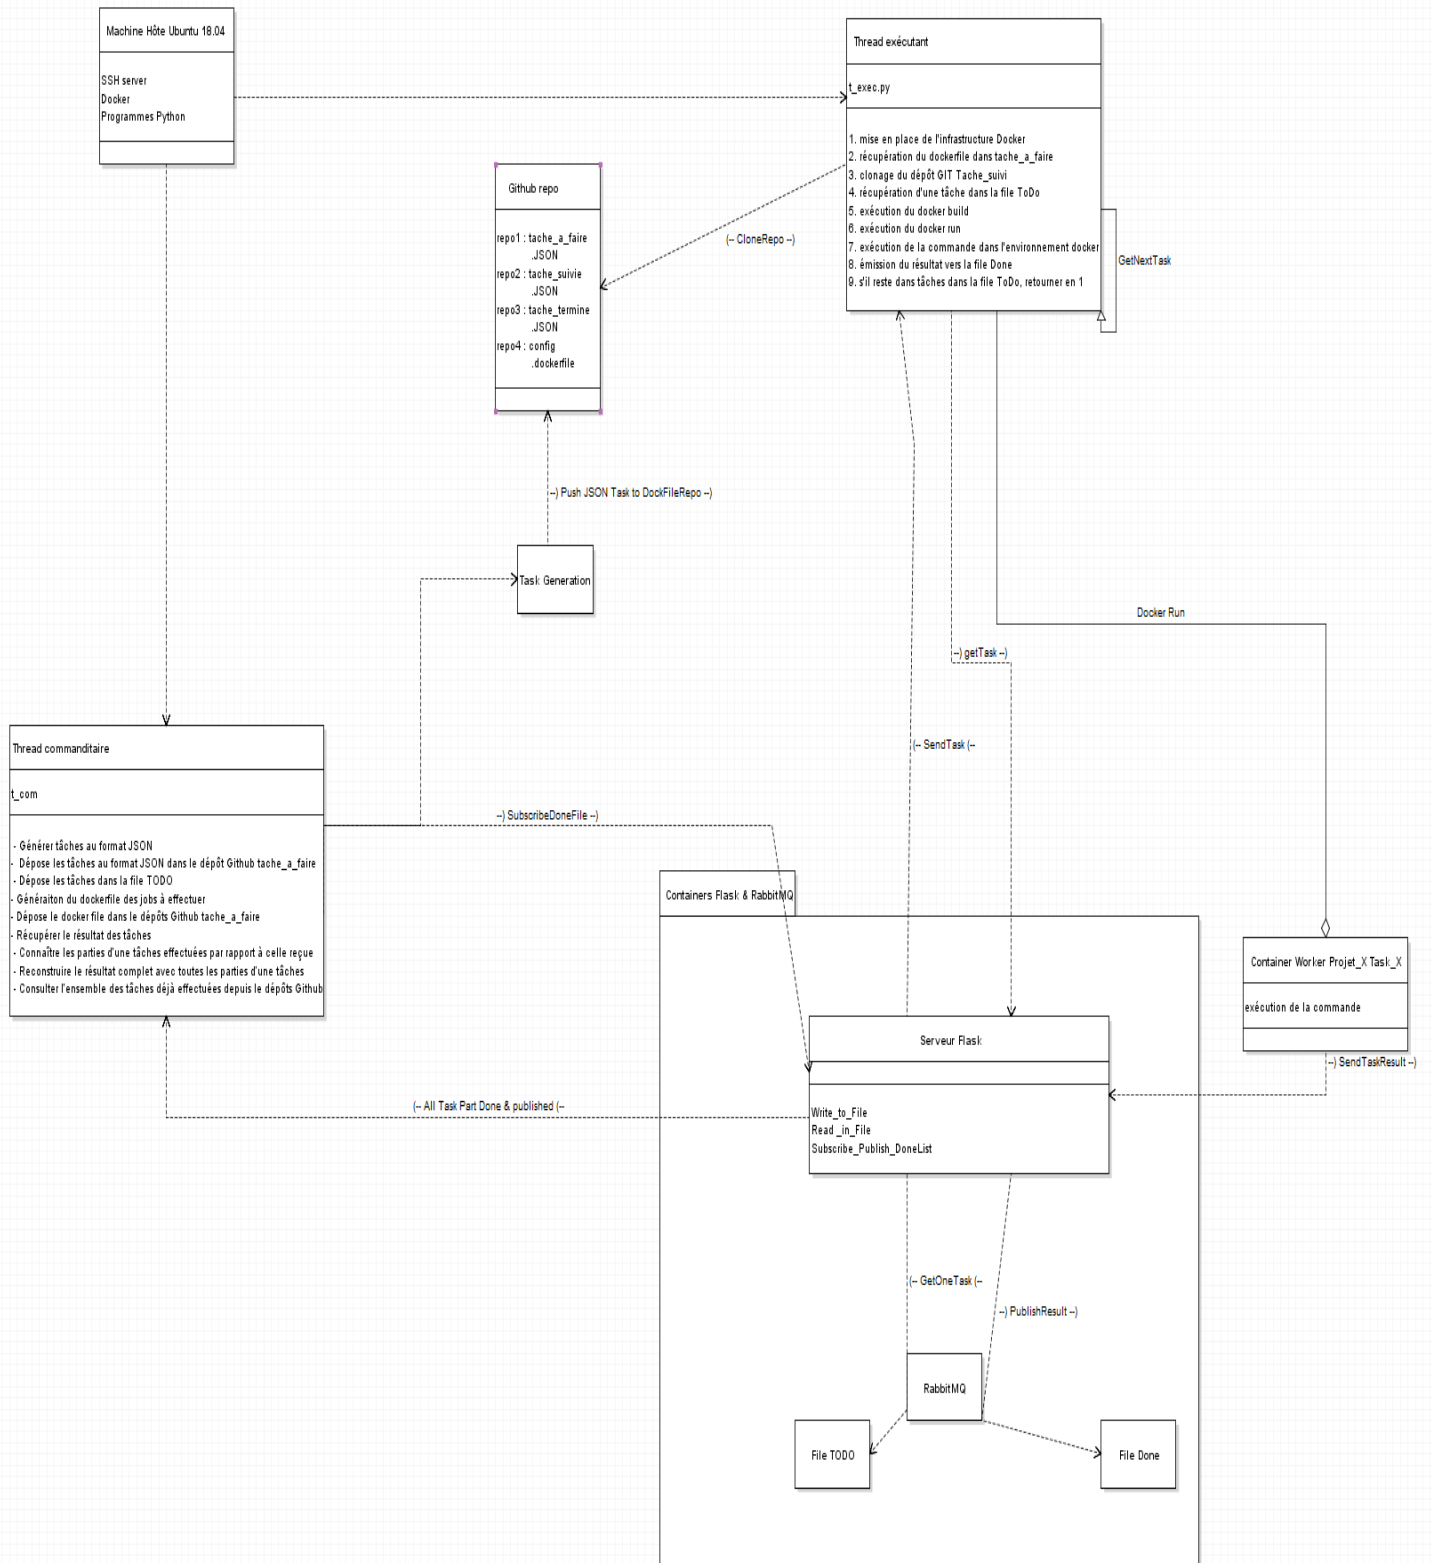 Machine Hôte Ubuntu 18.04
SSH server
Docker
Programmes Python
Thread exécutant
t_exec.py
1. mise en place de l'infrastructure Docker
2. récupération du dockerfile dans tache_a_faire
3. clonage du dépôt GIT Tache_suivi
4. récupération d'une tâche dans la file ToDo
5. exécution du docker build
6. exécution du docker run
7. exécution de la commande dans l'environnement docker
8. émission du résultat vers la file Done
9. s'il reste dans tâches dans la file ToDo, retourner en 1
GetNextTask
Github repo
repo1 : tache_a_faire
.JSON
repo2 : tache_suivie
.JSON
repo3 : tache_termine
.JSON
repo4 : config
.dockerfile
(-- CloneRepo --)
--) Push JSON Task to DockFileRepo --)
Task Generation
Docker Run
--) getTask --)
(-- SendTask (--
Thread commanditaire
t_com
- Générer tâches au format JSON
- Dépose les tâches au format JSON dans le dépôt Github tache_a_faire
- Dépose les tâches dans la file TODO
- Généraiton du dockerfile des jobs à effectuer
- Dépose le docker file dans le dépôts Github tache_a_faire
- Récupérer le résultat des tâches
- Connaître les parties d'une tâches effectuées par rapport à celle reçue
- Reconstruire le résultat complet avec toutes les parties d'une tâches
- Consulter l'ensemble des tâches déjà effectuées depuis le dépôts Github
--) SubscribeDoneFile --)
Containers Flask & RabbitMQ
Container Worker Projet_X Task_X
exécution de la commande
--) SendTaskResult --)
Serveur Flask
Write_to_File
Read _in_File
Subscribe_Publish_DoneList
(-- All Task Part Done & published (--
(-- GetOneTask (--
--) PublishResult --)
RabbitMQ
File TODO
File Done